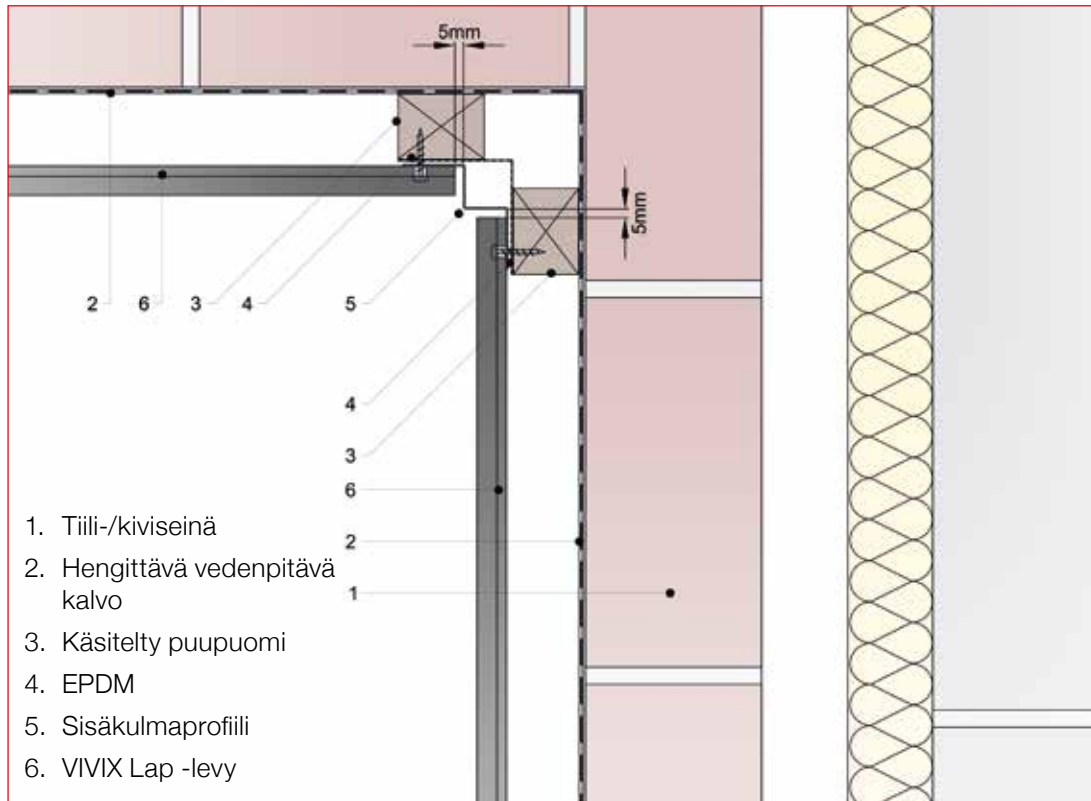 5mm
5mm
2 6 3 4 5
4
3
6
2
1
1. Tiili-/kiviseinä
2. Hengittävä vedenpitävä
kalvo
3. Käsitelty puupuomi
4. EPDM
5. Sisäkulmaprofiili
6. VIVIX Lap -levy